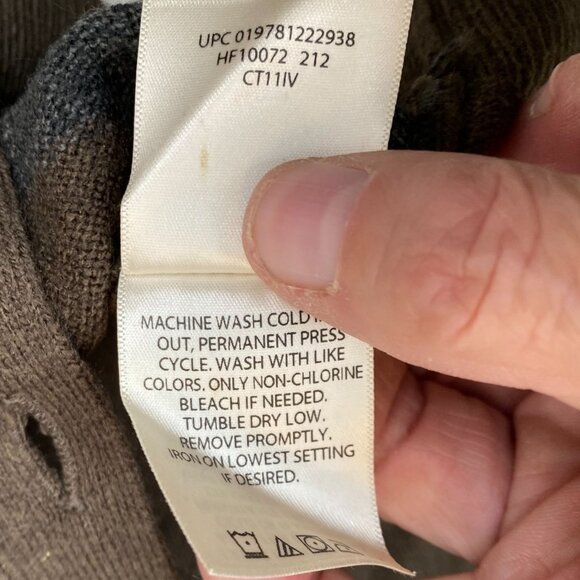 UPC 019781222938
HF10072 212
CT11IV
MACHINE WASH COLD
OUT, PERMANENT PRESS
CYCLE. WASH WITH LIKE
COLORS. ONLY NON-CHLORINE
BLEACH IF NEEDED.
TUMBLE DRY LOW.
REMOVE PROMPTLY.
IRON ON LOWEST SETTING
IF DESIRED.